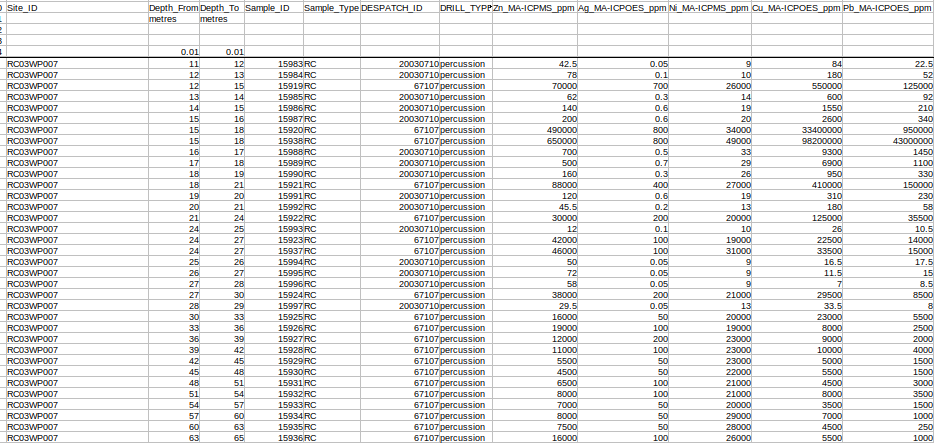 Site_ID Depth_From Depth_To Sample_ID Sample_Type DESPATCH_ID DRILL_TYPE Zn_MA-ICPMS_ppm Ag_MA-ICPOES_ppm Ni_MA-ICPMS_ppm Cu_MA-ICPOES_ppm Pb_MA-ICPOES_ppm
metres metres
0.01 0.01
RC03WP007 11 12 15983 RC 20030710 percussion 42.5 0.05 9 84 22.5
RC03WP007 12 13 15984 RC 20030710 percussion 78 0.1 10 180 52
RC03WP007 12 15 15919 RC 67107 percussion 70000 700 26000 550000 125000
RC03WP007 13 14 15985 RC 20030710 percussion 62 0.3 14 600 92
RC03WP007 14 15 15986 RC 20030710 percussion 140 0.6 19 1550 210
RC03WP007 15 16 15987 RC 20030710 percussion 200 0.6 20 2600 340
RC03WP007 15 18 15920 RC 67107 percussion 490000 800 34000 33400000 950000
RC03WP007 15 18 15938 RC 67107 percussion 650000 800 49000 98200000 43000000
RC03WP007 16 17 15988 RC 20030710 percussion 700 0.5 33 9300 1450
RC03WP007 17 18 15989 RC 20030710 percussion 500 0.7 29 6900 1100
RC03WP007 18 19 15990 RC 20030710 percussion 160 0.3 26 950 330
RC03WP007 18 21 15921 RC 67107 percussion 88000 400 27000 410000 150000
RC03WP007 19 20 15991 RC 20030710 percussion 120 0.6 19 310 230
RC03WP007 20 21 15992 RC 20030710 percussion 45.5 0.2 13 180 58
RC03WP007 21 24 15922 RC 67107 percussion 30000 200 20000 125000 35500
RC03WP007 24 25 15993 RC 20030710 percussion 12 0.1 10 26 10.5
RC03WP007 24 27 15923 RC 67107 percussion 42000 100 19000 22500 14000
RC03WP007 24 27 15937 RC 67107 percussion 46000 100 31000 33500 15000
RC03WP007 25 26 15994 RC 20030710 percussion 50 0.05 9 16.5 17.5
RC03WP007 26 27 15995 RC 20030710 percussion 72 0.05 9 11.5 15
RC03WP007 27 28 15996 RC 20030710 percussion 58 0.05 9 7 8.5
RC03WP007 27 30 15924 RC 67107 percussion 38000 200 21000 29500 8500
RC03WP007 28 29 15997 RC 20030710 percussion 29.5 0.05 13 33.5 8
RC03WP007 30 33 15925 RC 67107 percussion 16000 50 20000 23000 5500
RC03WP007 33 36 15926 RC 67107 percussion 19000 100 19000 8000 2500
RC03WP007 36 39 15927 RC 67107 percussion 12000 200 23000 9000 2000
RC03WP007 39 42 15928 RC 67107 percussion 11000 100 23000 10000 4000
RC03WP007 42 45 15929 RC 67107 percussion 5500 50 23000 5000 1500
RC03WP007 45 48 15930 RC 67107 percussion 4500 50 22000 5500 1500
RC03WP007 48 51 15931 RC 67107 percussion 6500 100 21000 4500 3000
RC03WP007 51 54 15932 RC 67107 percussion 8000 100 21000 8000 3500
RC03WP007 54 57 15933 RC 67107 percussion 7000 50 20000 3500 1500
RC03WP007 57 60 15934 RC 67107 percussion 8000 50 29000 7000 1000
RC03WP007 60 63 15935 RC 67107 percussion 7500 50 28000 4500 250
RC03WP007 63 65 15936 RC 67107 percussion 16000 100 26000 5500 1000